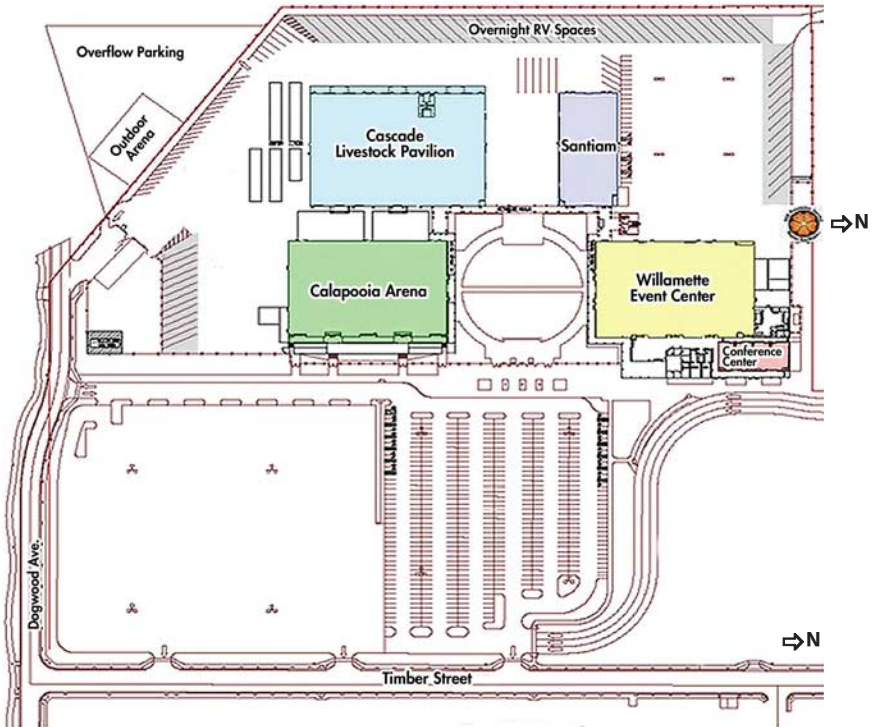 Overnight RV Spaces
Overflow Parking
Outdoor
Arena
Cascade
Livestock Pavilion
Santiam
N
Calapooia Arena
Willamette
Event Center
Conference
Center
Dogwood Ave.
N
Timber Street